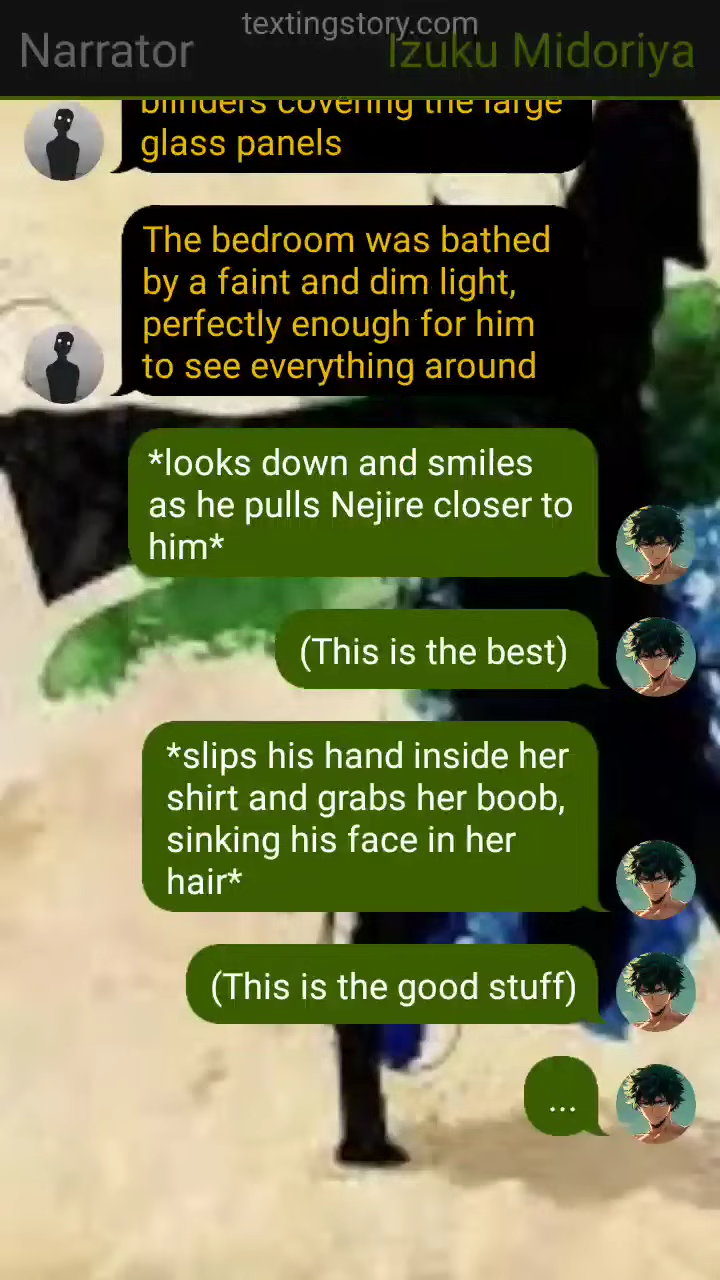 textingstory.com
Narrator
Izuku Midoriya
blinders covering the large
glass panels
The bedroom was bathed
by a faint and dim light,
perfectly enough for him
to see everything around
*looks down and smiles
as he pulls Nejire closer to
him*
(This is the best)
*slips his hand inside her
shirt and grabs her boob,
sinking his face in her
hair*
(This is the good stuff)
...